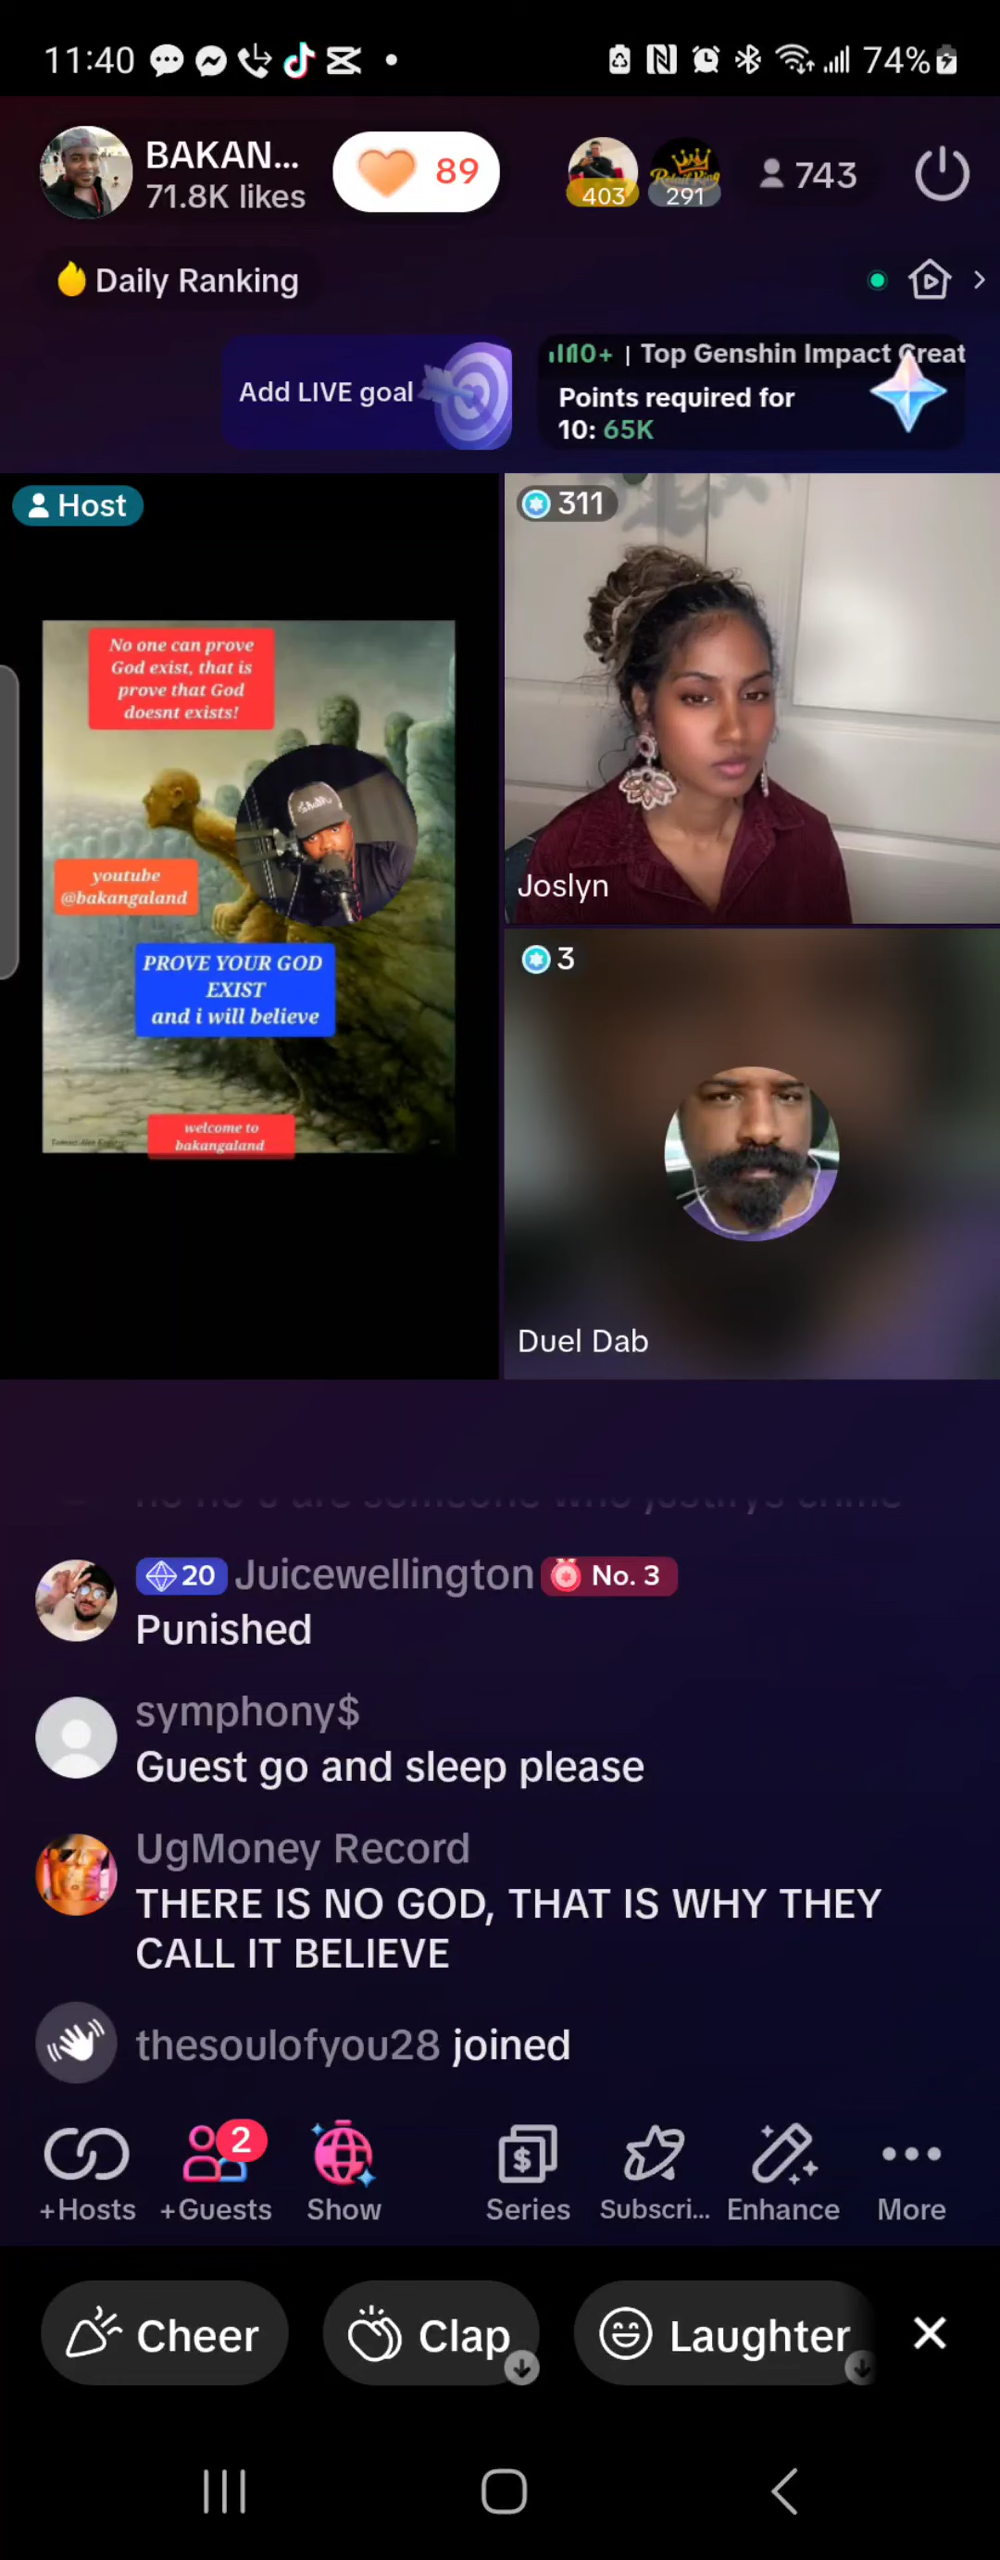 11:40
74%
BAKAN...
71.8K likes
89
403
291
743
Daily Ranking
Add LIVE goal
10+ | Top Genshin Impact Creat
Points required for
10: 65K
Host
No one can prove
God exist, that is
prove that God
doesnt exists!
youtube
@bakangaland
PROVE YOUR GOD
EXIST
and i will believe
welcome to
bakangaland
311
Joslyn
3
Duel Dab
20 Juicewellington No. 3
Punished
symphony$
Guest go and sleep please
UgMoney Record
THERE IS NO GOD, THAT IS WHY THEY
CALL IT BELIEVE
thesoulofyou28 joined
2
+Hosts
+Guests
Show
Series
Subscri...
Enhance
More
Cheer
Clap
Laughter